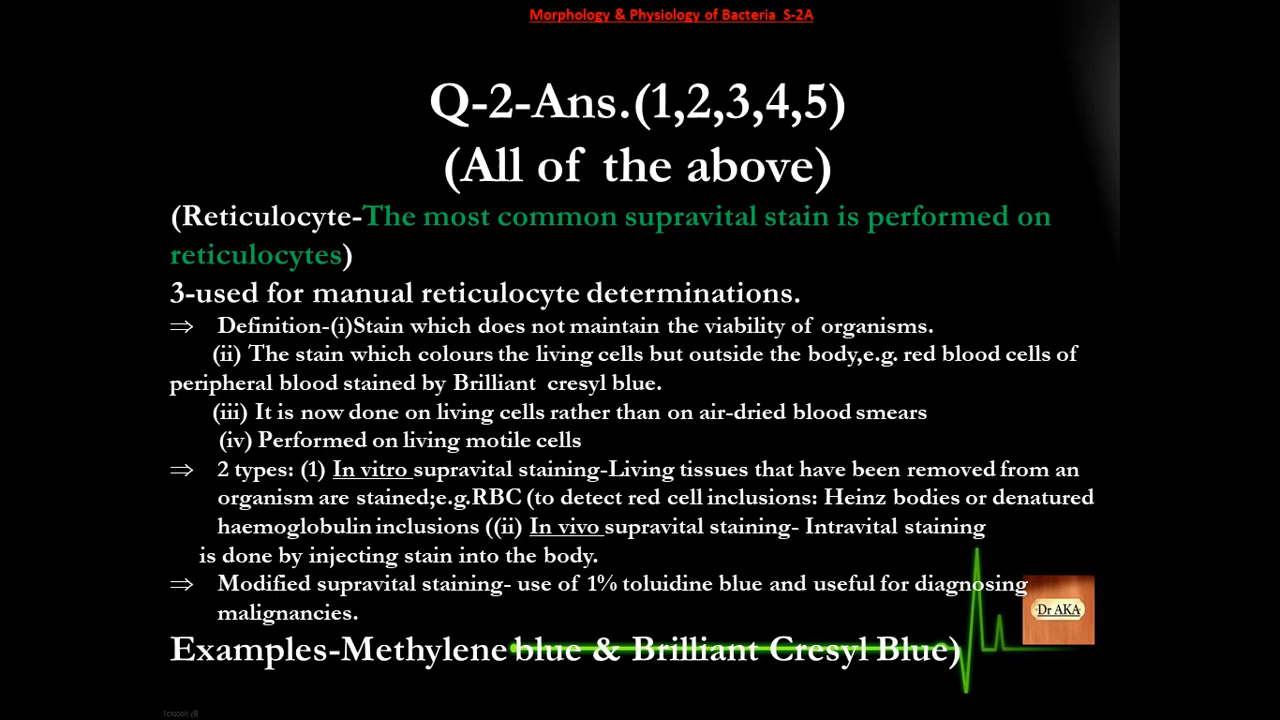 Morphology & Physiology of Bacteria S-2A
Q-2-Ans.(1,2,3,4,5)
(All of the above)
(Reticulocyte-The most common supravital stain is performed on
reticulocytes)
3-used for manual reticulocyte determinations.
⇒ Definition-(i)Stain which does not maintain the viability of organisms.
(ii) The stain which colours the living cells but outside the body,e.g. red blood cells of
peripheral blood stained by Brilliant cresyl blue.
(iii) It is now done on living cells rather than on air-dried blood smears
(iv) Performed on living motile cells
⇒ 2 types: (1) In vitro supravital staining-Living tissues that have been removed from an
organism are stained;e.g.RBC (to detect red cell inclusions: Heinz bodies or denatured
haemoglobulin inclusions ((ii) In vivo supravital staining- Intravital staining
is done by injecting stain into the body.
⇒ Modified supravital staining- use of 1% toluidine blue and useful for diagnosing
malignancies.
Dr AKA
Examples-Methylene blue & Brilliant Cresyl Blue)